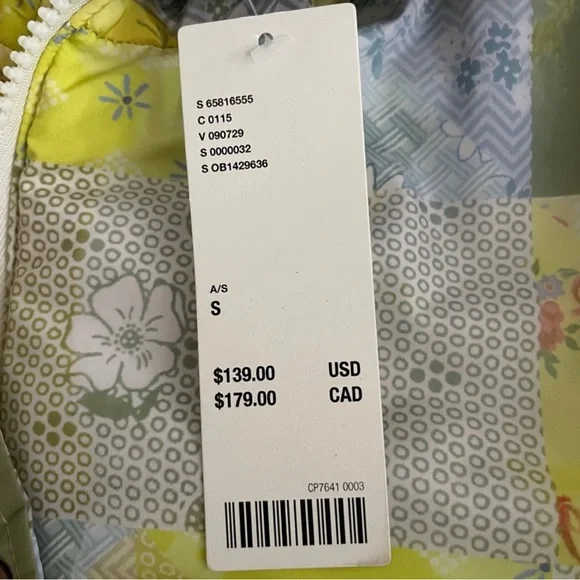 S 65816555
C 0115
V 090729
S 0000032
S OB1429636
A/S
S
$139.00 USD
$179.00 CAD
CP7641 0003